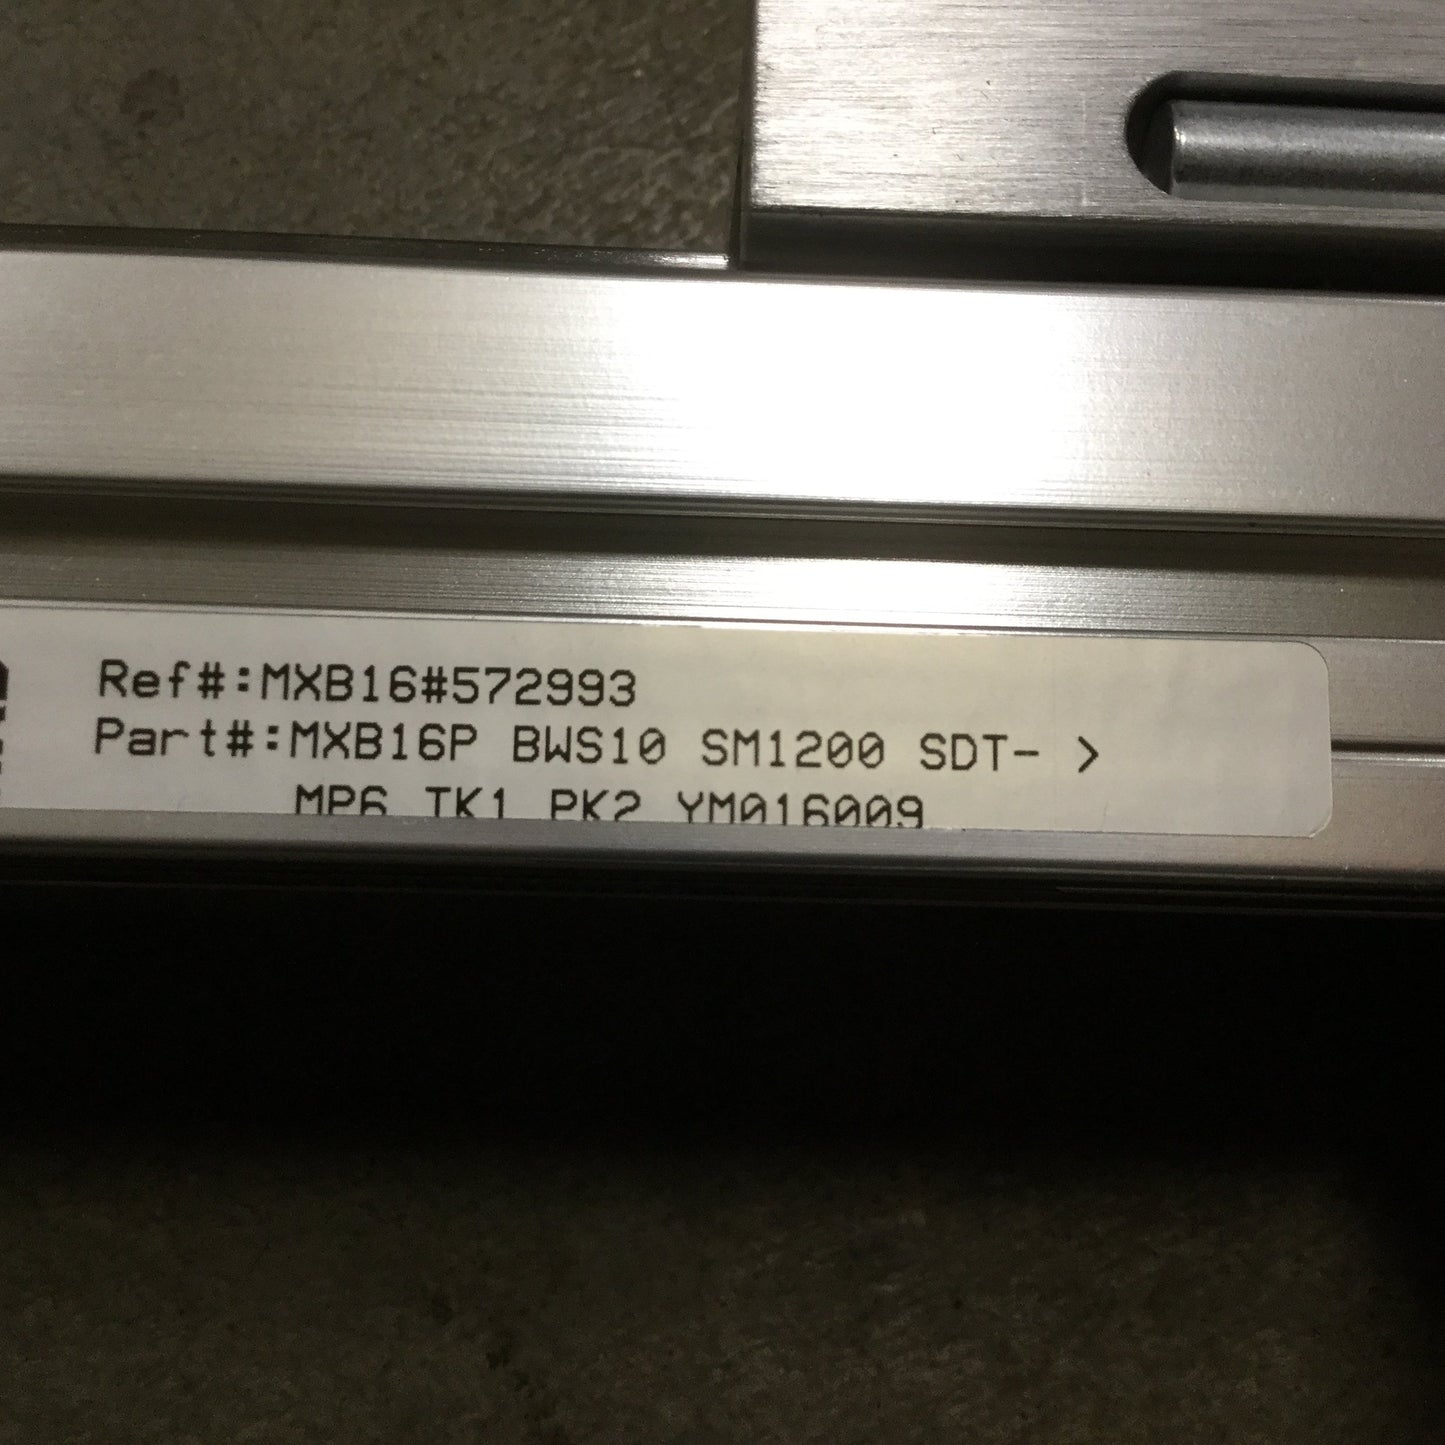 Ref#:MXB16#572993
Part#:MXB16P BWS10 SM1200 SDT- >
MP6 TK1 PK2 YM016009